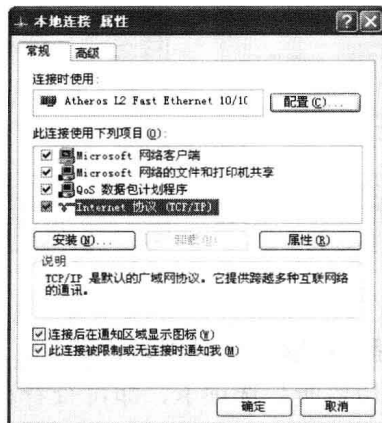 本地连接 属性
常规 高级
连接时使用:
Atheros L2 Fast Ethernet 10/10
配置(C)...
此连接使用下列项目(O):
Microsoft 网络客户端
Microsoft 网络的文件和打印机共享
QoS 数据包计划程序
Internet 协议 (TCP/IP)
安装(N)... 卸载(U) 属性(R)
说明
TCP/IP 是默认的广域网协议。它提供跨越多种互联网络
的通讯。
连接后在通知区域显示图标(W)
此连接被限制或无连接时通知我(M)
确定 取消